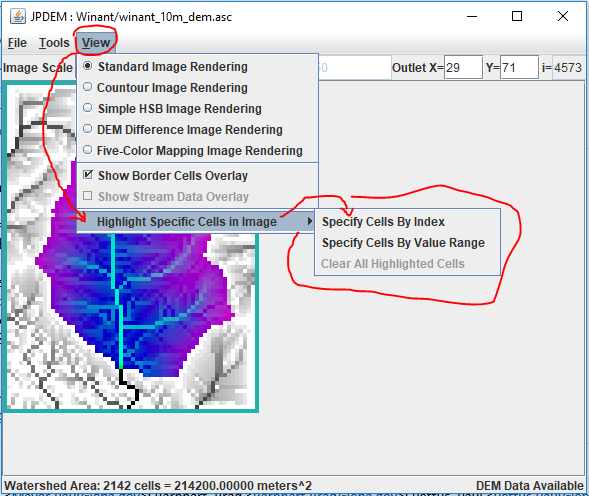 JPDEM : Winant/winant_10m_dem.asc
File Tools View
Image Scale 50 Outlet X= 29 Y= 71 i= 4573
Standard Image Rendering
Countour Image Rendering
Simple HSB Image Rendering
DEM Difference Image Rendering
Five-Color Mapping Image Rendering
Show Border Cells Overlay
Show Stream Data Overlay
Highlight Specific Cells in Image
Specify Cells By Index
Specify Cells By Value Range
Clear All Highlighted Cells
Watershed Area: 2142 cells = 214200.00000 meters^2 DEM Data Available